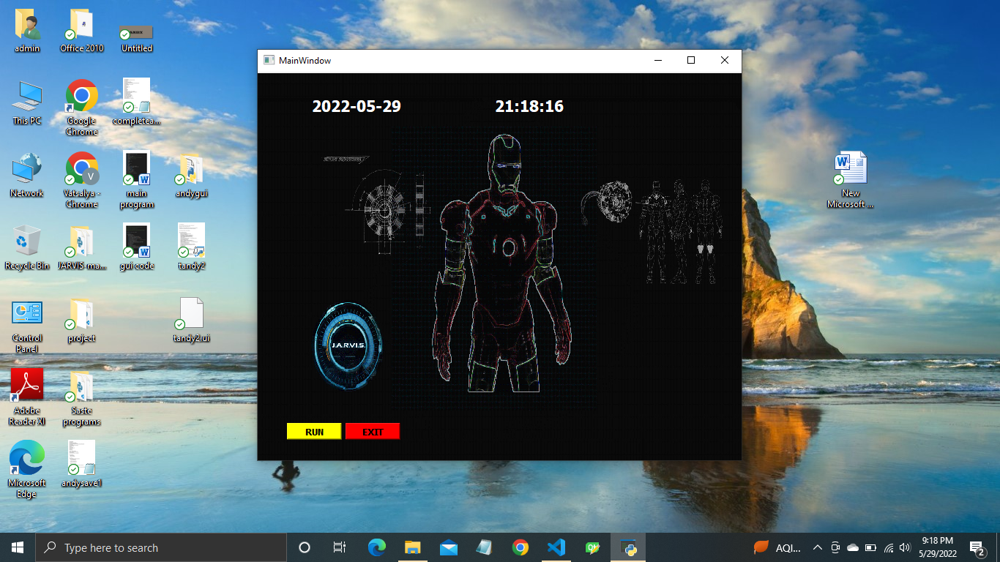 admin
Office 2010
Untitled
This PC
Google
Chrome
completea...
Network
Vatsalya -
Chrome
V
main
program
andygui
Recycle Bin
JARVIS-ma...
gui code
tandy2
Control
Panel
project
tandy2.ui
Adobe
Reader XI
Saste
programs
Microsoft
Edge
andysave1
New
Microsoft ...
MainWindow
2022-05-29
21:18:16
J.A.R.V.I.S.
RUN
EXIT
Type here to search
AQI...
9:18 PM
5/29/2022
2